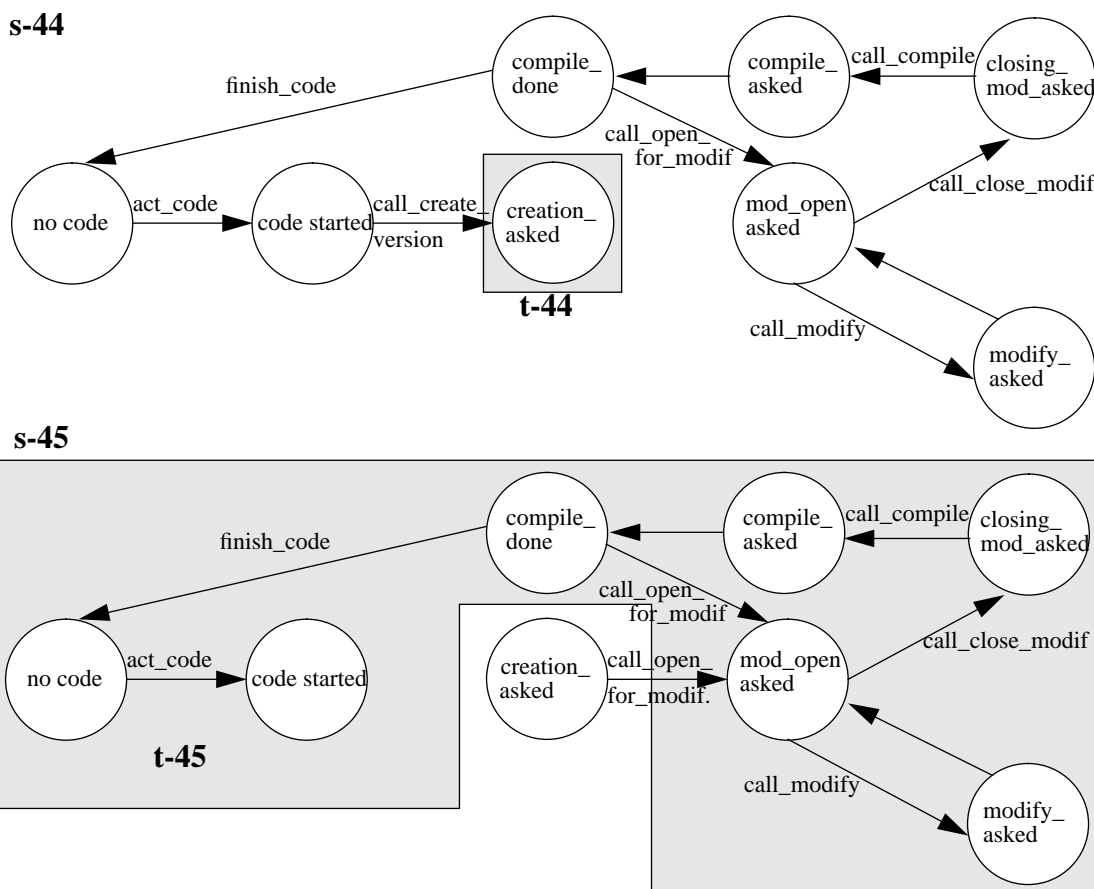 s-44
compile_
done
compile_
asked
call_compile
closing_
mod_asked
finish_code
call_open_
for_modif
no code
act_code
code started
call_create_
version
creation_
asked
mod_open
asked
call_close_modif
t-44
call_modify
modify_
asked
s-45
compile_
done
compile_
asked
call_compile
closing_
mod_asked
finish_code
call_open_
for_modif
no code
act_code
code started
creation_
asked
call_open_
for_modif.
mod_open
asked
call_close_modif
t-45
call_modify
modify_
asked